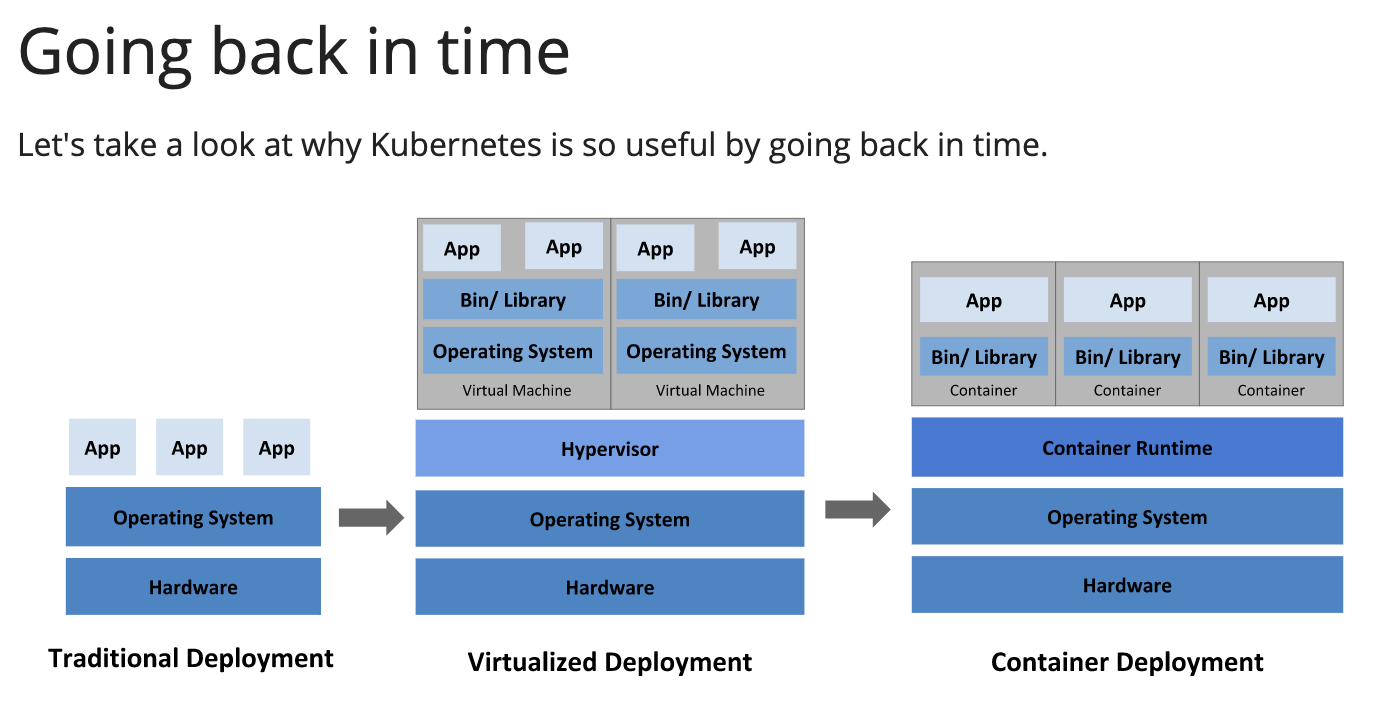 Going back in time
Let's take a look at why Kubernetes is so useful by going back in time.
App
App
App
Operating System
Hardware
Traditional Deployment
App
App
App
App
Bin/ Library
Bin/ Library
Operating System
Operating System
Virtual Machine
Virtual Machine
Hypervisor
Operating System
Hardware
Virtualized Deployment
App
App
App
Bin/ Library
Bin/ Library
Bin/ Library
Container
Container
Container
Container Runtime
Operating System
Hardware
Container Deployment